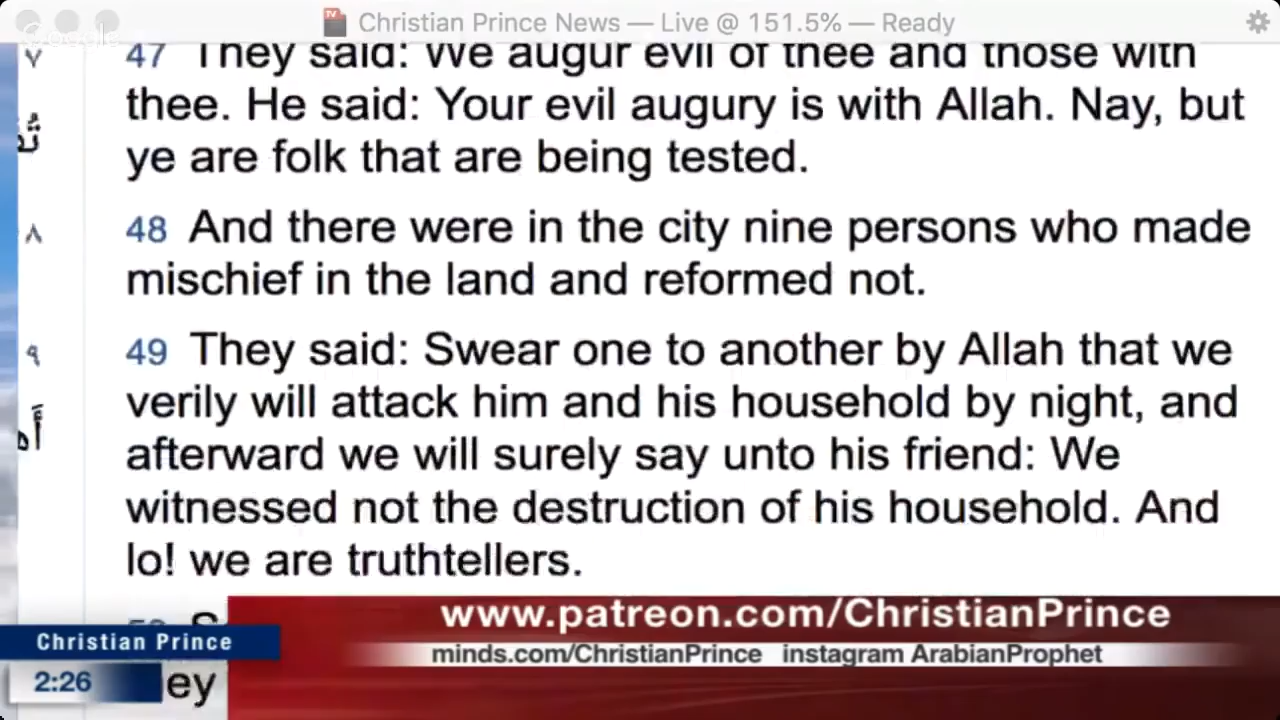 Christian Prince News — Live @ 151.5% — Ready
Google
47 They said: We augur evil of thee and those with
thee. He said: Your evil augury is with Allah. Nay, but
ye are folk that are being tested.
٨
48 And there were in the city nine persons who made
mischief in the land and reformed not.
٩
49 They said: Swear one to another by Allah that we
verily will attack him and his household by night, and
afterward we will surely say unto his friend: We
witnessed not the destruction of his household. And
lo! we are truthtellers.
www.patreon.com/ChristianPrince
Christian Prince
minds.com/ChristianPrince instagram ArabianProphet
2:26